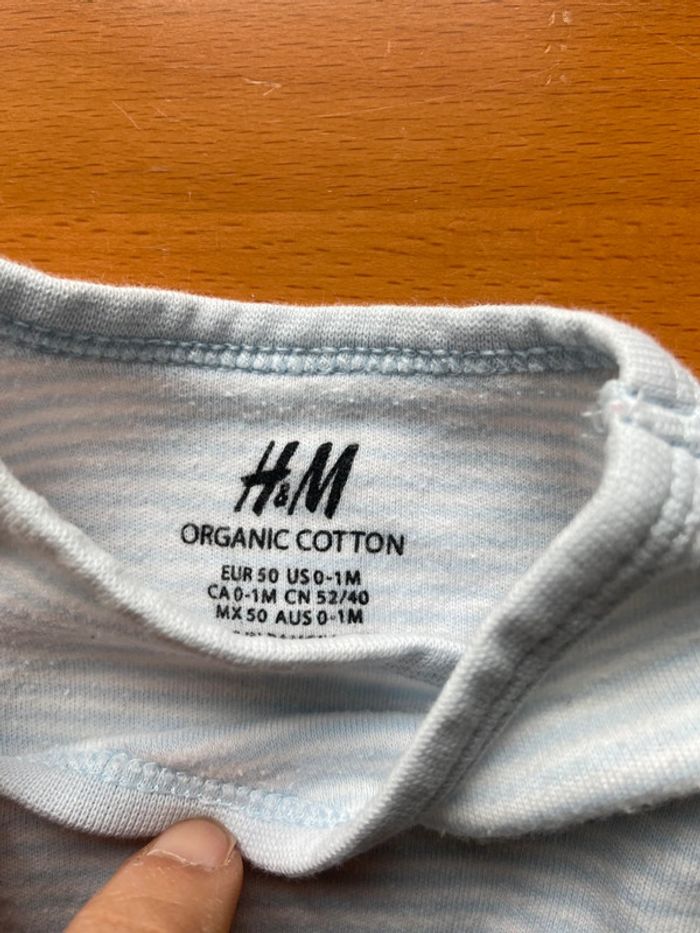 H&M
ORGANIC COTTON
EUR 50 US 0-1M
CA 0-1M CN 52/40
MX 50 AUS 0-1M